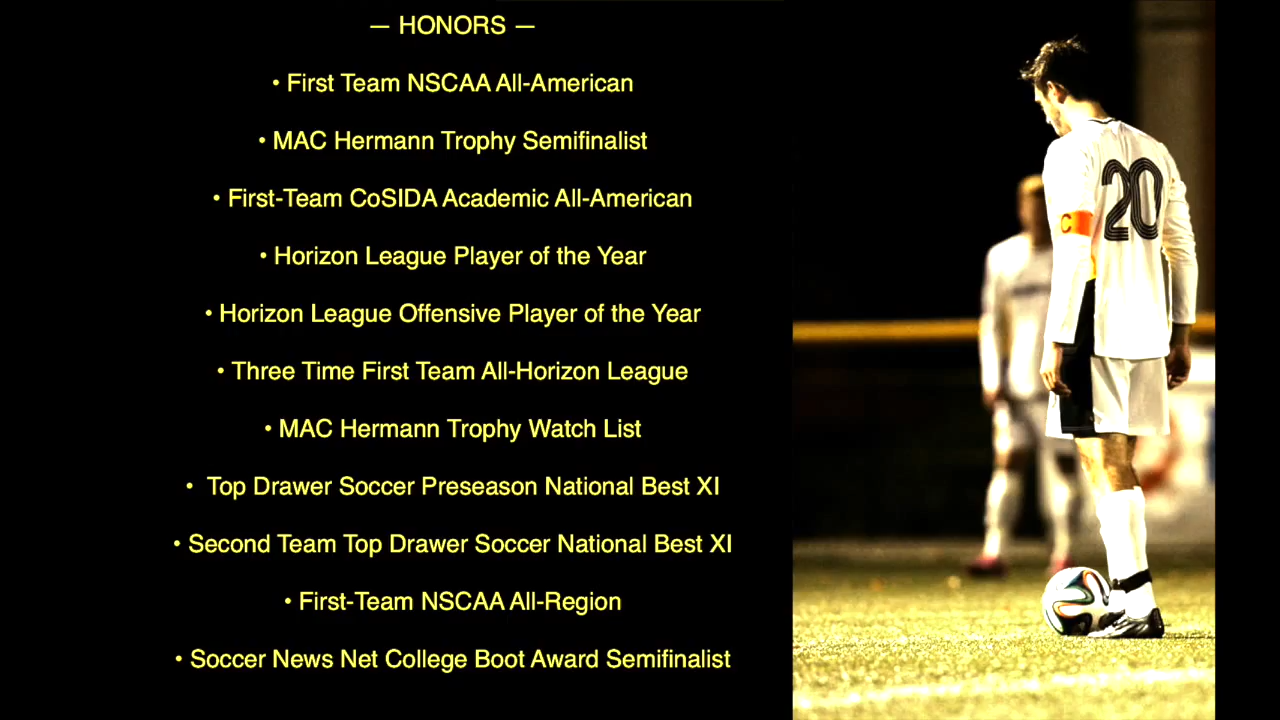 — HONORS —
• First Team NSCAA All-American
• MAC Hermann Trophy Semifinalist
• First-Team CoSIDA Academic All-American
• Horizon League Player of the Year
• Horizon League Offensive Player of the Year
• Three Time First Team All-Horizon League
• MAC Hermann Trophy Watch List
• Top Drawer Soccer Preseason National Best XI
• Second Team Top Drawer Soccer National Best XI
• First-Team NSCAA All-Region
• Soccer News Net College Boot Award Semifinalist
20
C